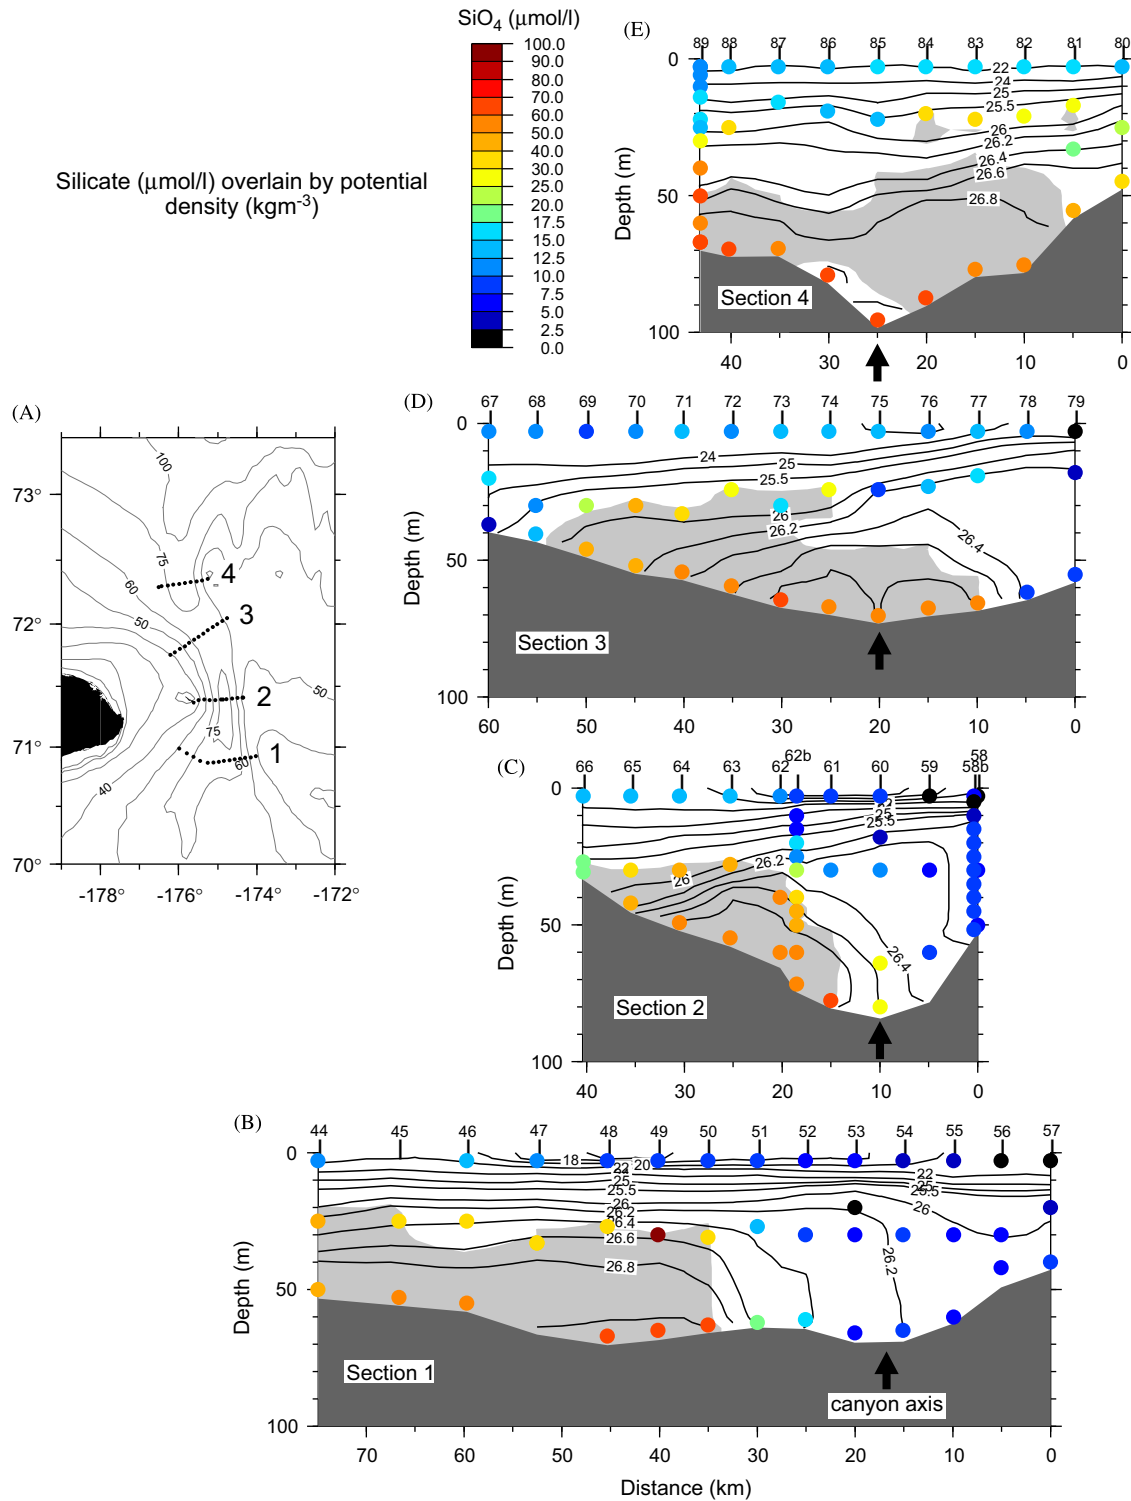 SiO4 (μmol/l)
100.0
90.0
80.0
70.0
60.0
50.0
40.0
30.0
25.0
20.0
17.5
15.0
12.5
10.0
7.5
5.0
2.5
0.0
Silicate (μmol/l) overlain by potential
density (kgm-3)
(E)
89 88 87 86 85 84 83 82 81 80
0
50
100
Depth (m)
22
24
25
25.5
26
26.2
26.4
26.6
26.8
Section 4
40 30 20 10 0
(A)
73°
72°
71°
70°
-178° -176° -174° -172°
100
75
60
50
50
75
60
40
4
3
2
1
(D)
67 68 69 70 71 72 73 74 75 76 77 78 79
0
50
100
Depth (m)
24
25
25.5
26
26.2
26.4
Section 3
60 50 40 30 20 10 0
(C)
62b 58
66 65 64 63 62 61 60 59 58b
0
50
100
Depth (m)
22
25
25.5
26.2
26
26.4
Section 2
40 30 20 10 0
(B)
44 45 46 47 48 49 50 51 52 53 54 55 56 57
0
50
100
Depth (m)
18
20
22
25
25.5
26
26.2
26.4
26.6
26.8
22
25
25.5
26
26.2
Section 1
canyon axis
70 60 50 40 30 20 10 0
Distance (km)